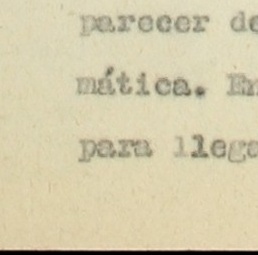 parecer de
mática. En
para llega